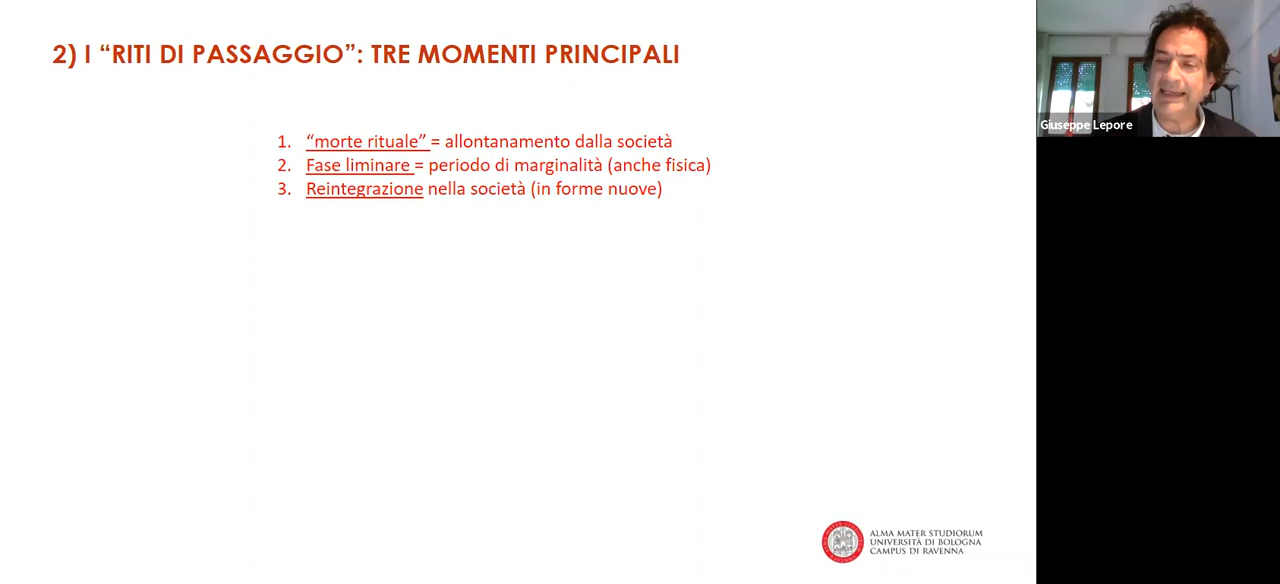 2) I “RITI DI PASSAGGIO”: TRE MOMENTI PRINCIPALI
1. “morte rituale” = allontanamento dalla società
2. Fase liminare = periodo di marginalità (anche fisica)
3. Reintegrazione nella società (in forme nuove)
Giuseppe Lepore
ALMA MATER STUDIORUM
UNIVERSITÀ DI BOLOGNA
CAMPUS DI RAVENNA